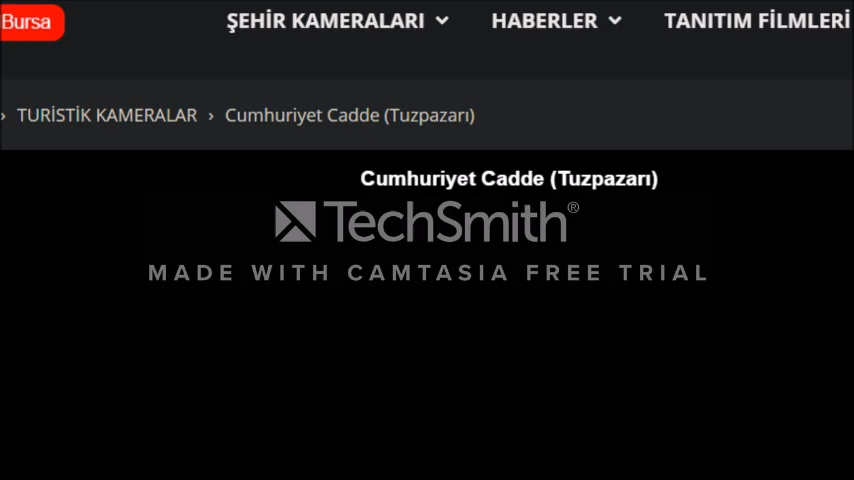 Bursa
ŞEHİR KAMERALARI
HABERLER
TANITIM FİLMLERİ
› TURİSTİK KAMERALAR › Cumhuriyet Cadde (Tuzpazarı)
Cumhuriyet Cadde (Tuzpazarı)
TechSmith®
MADE WITH CAMTASIA FREE TRIAL